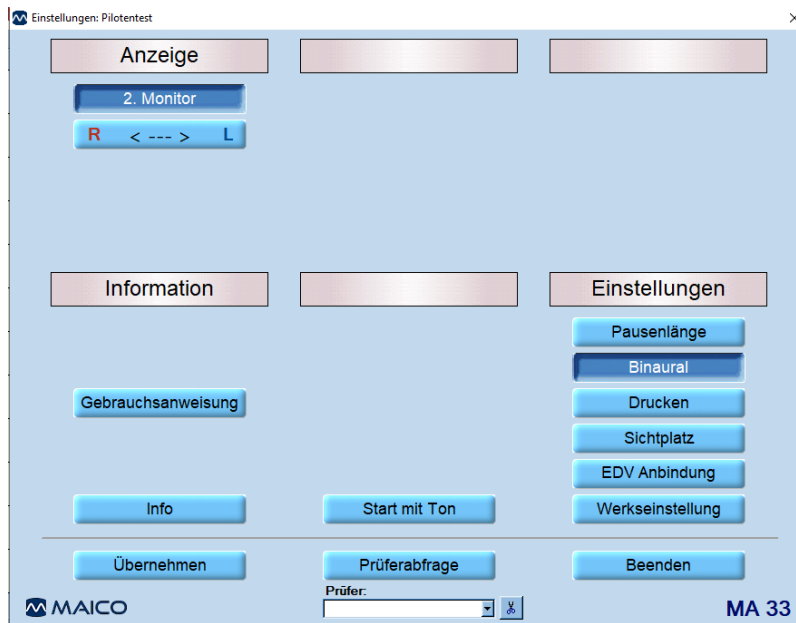 Einstellungen: Pilotentest
Anzeige
2. Monitor
R < --- > L
Information
Einstellungen
Pausenlänge
Binaural
Gebrauchsanweisung
Drucken
Sichtplatz
EDV Anbindung
Info
Start mit Ton
Werkseinstellung
Übernehmen
Prüferabfrage
Beenden
Prüfer:
MAICO
MA 33